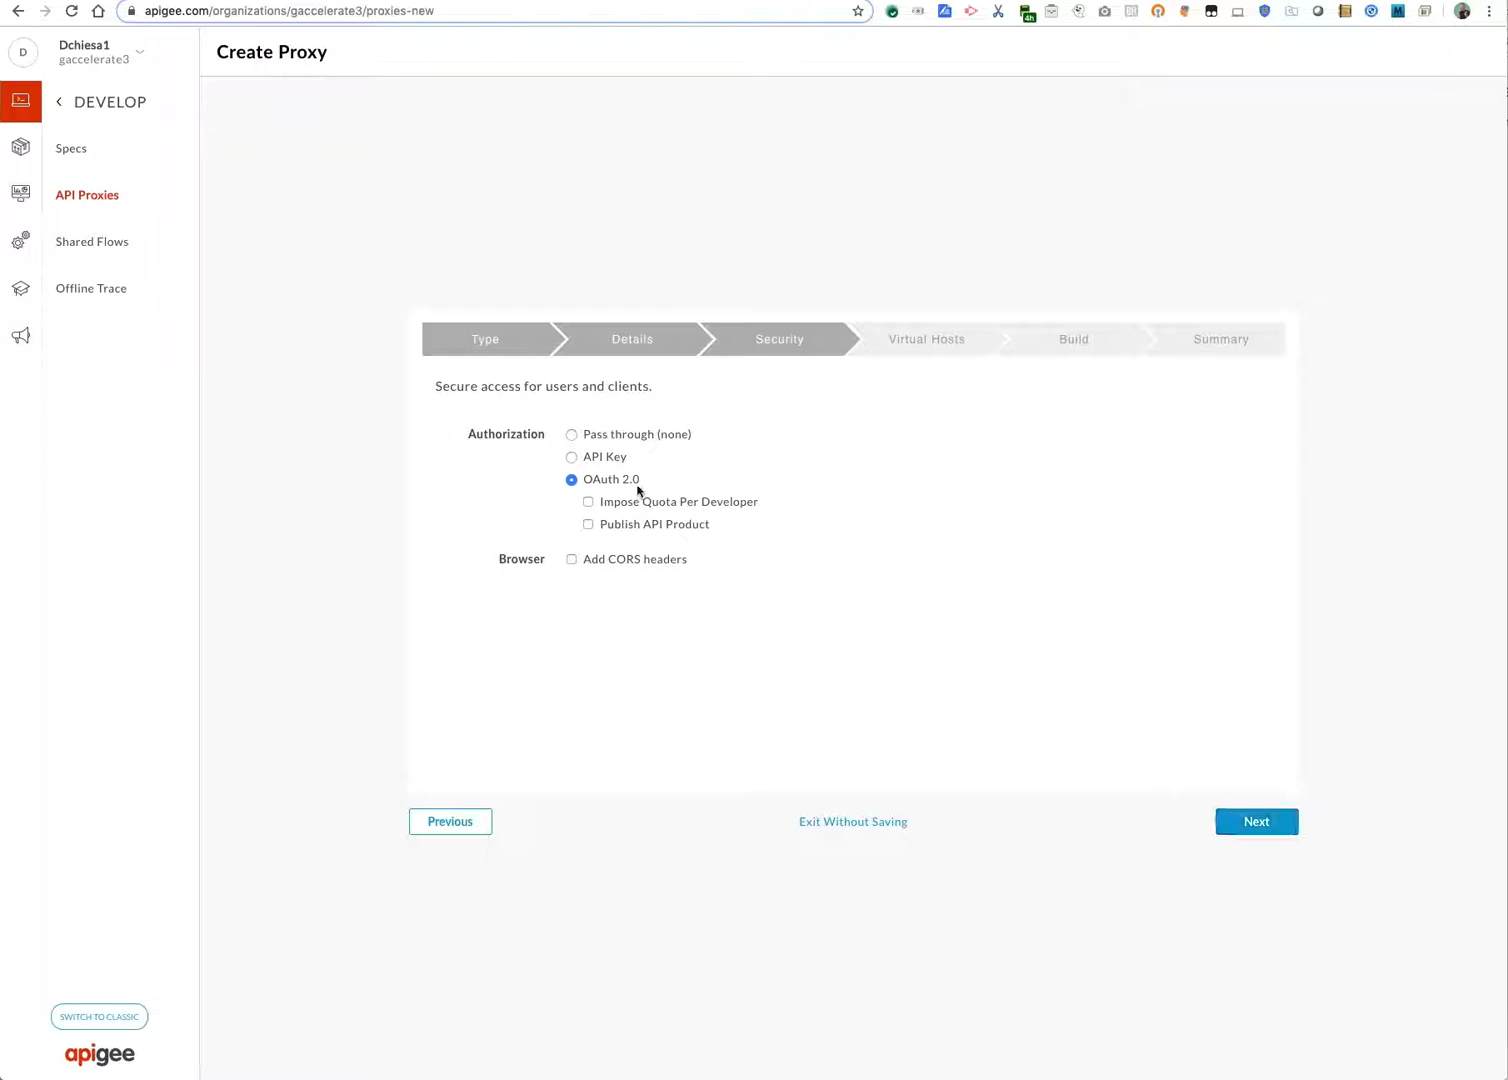 apigee.com/organizations/gaccelerate3/proxies-new
4h
M
D
Dchiesa1
gaccelerate3
Create Proxy
DEVELOP
Specs
API Proxies
Shared Flows
Offline Trace
Type
Details
Security
Virtual Hosts
Build
Summary
Secure access for users and clients.
Authorization
Pass through (none)
API Key
OAuth 2.0
Impose Quota Per Developer
Publish API Product
Browser
Add CORS headers
Previous
Exit Without Saving
Next
SWITCH TO CLASSIC
apigee